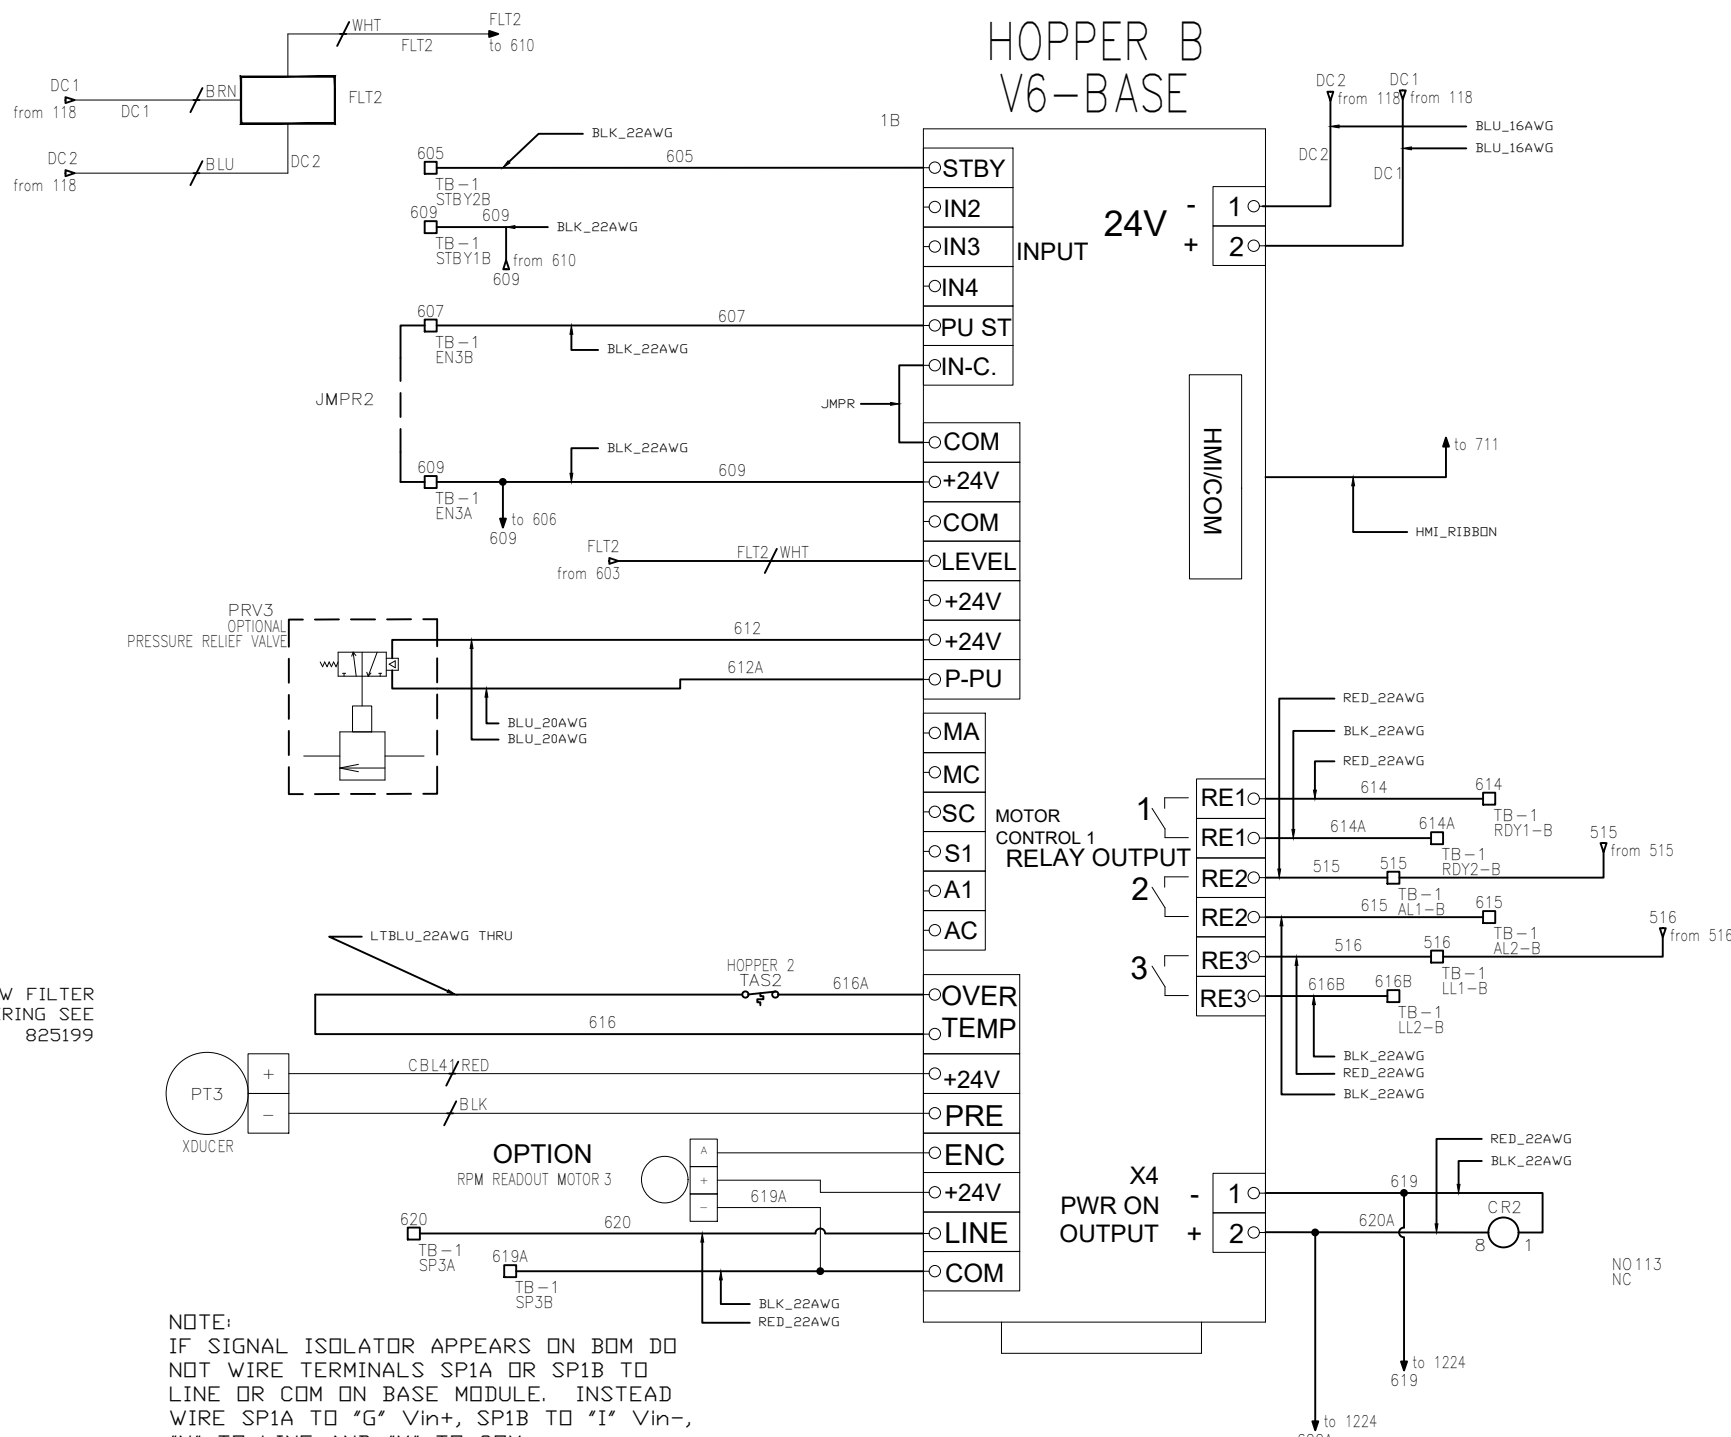 WHT
FLT2
FLT2
to 610
HOPPER B
V6-BASE
DC1
from 118
DC1
BRN
FLT2
DC2
from 118
BLU
DC2
DC2
from 118
DC1
from 118
BLU_16AWG
BLU_16AWG
DC2
DC1
1B
BLK_22AWG
605
605
TB-1
STBY2B
STBY
609
609
TB-1
STBY1B
BLK_22AWG
from 610
609
IN2
IN3
INPUT
IN4
24V
-
1
+
2
607
607
TB-1
EN3B
BLK_22AWG
PU ST
IN-C.
JMPR2
JMPR
BLK_22AWG
COM
609
609
TB-1
EN3A
to 606
609
+24V
COM
HMI/COM
to 711
HMI_RIBBON
FLT2
from 603
FLT2
WHT
LEVEL
+24V
PRV3
OPTIONAL
PRESSURE RELIEF VALVE
612
+24V
612A
P-PU
BLU_20AWG
BLU_20AWG
MA
MC
SC
S1
A1
AC
MOTOR
CONTROL 1
RELAY OUTPUT
RED_22AWG
BLK_22AWG
RED_22AWG
1
RE1
614
614
TB-1
RDY1-B
RE1
614A
614A
TB-1
RDY2-B
515
from 515
2
RE2
515
515
TB-1
AL1-B
RE2
615
615
TB-1
AL2-B
516
from 516
3
RE3
516
516
TB-1
LL1-B
RE3
616B
616B
TB-1
LL2-B
BLK_22AWG
RED_22AWG
BLK_22AWG
LTBLU_22AWG THRU
HOPPER 2
TAS2
616A
OVER
616
TEMP
W FILTER
RING SEE
825199
PT3
+
-
XDUCER
CBL41
RED
+24V
BLK
PRE
OPTION
RPM READOUT MOTOR 3
A
+
-
ENC
+24V
619A
620
620
TB-1
SP3A
LINE
619A
TB-1
SP3B
COM
BLK_22AWG
RED_22AWG
X4
PWR ON
OUTPUT
-
1
+
2
RED_22AWG
BLK_22AWG
619
620A
CR2
8
1
NO113
NC
to 1224
619
to 1224
NOTE:
IF SIGNAL ISOLATOR APPEARS ON BOM DO
NOT WIRE TERMINALS SP1A OR SP1B TO
LINE OR COM ON BASE MODULE. INSTEAD
WIRE SP1A TO "G" Vin+, SP1B TO "I" Vin-,